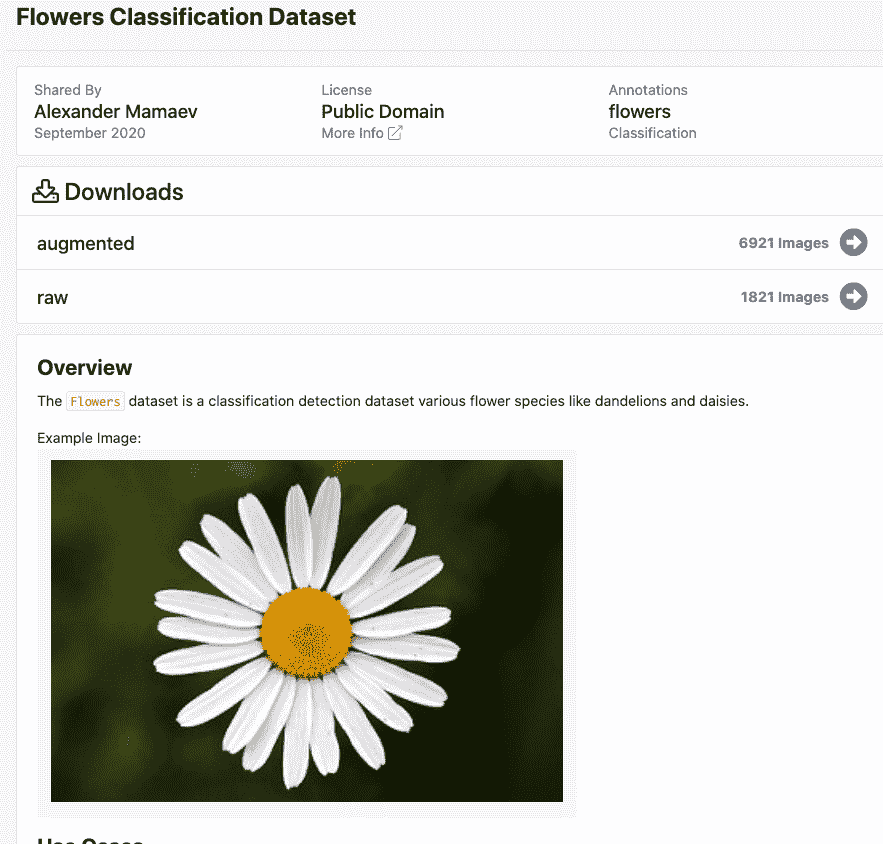 Flowers Classification Dataset
Shared By
Alexander Mamaev
September 2020
License
Public Domain
More Info
Annotations
flowers
Classification
Downloads
augmented
6921 Images
raw
1821 Images
Overview
The Flowers dataset is a classification detection dataset various flower species like dandelions and daisies.
Example Image:
Use Cases